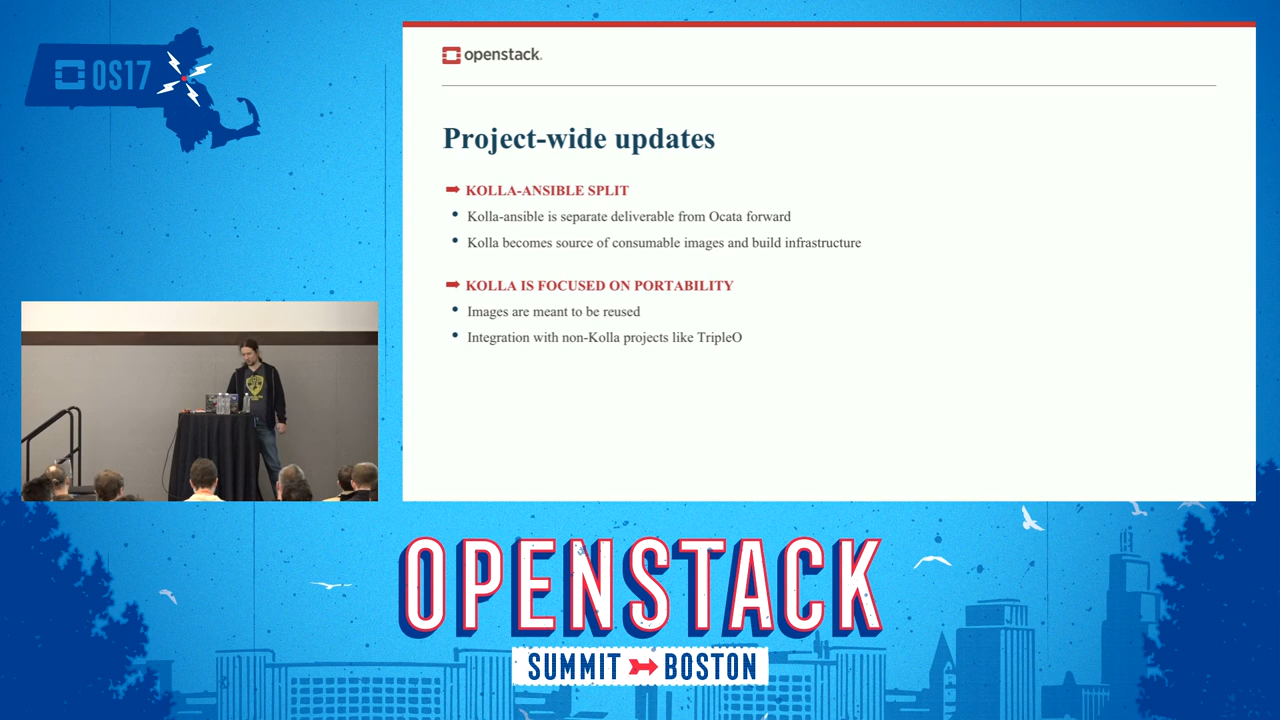 OS17
openstack.
Project-wide updates
KOLLA-ANSIBLE SPLIT
Kolla-ansible is separate deliverable from Ocata forward
Kolla becomes source of consumable images and build infrastructure
KOLLA IS FOCUSED ON PORTABILITY
Images are meant to be reused
Integration with non-Kolla projects like TripleO
OPENSTACK
SUMMIT BOSTON